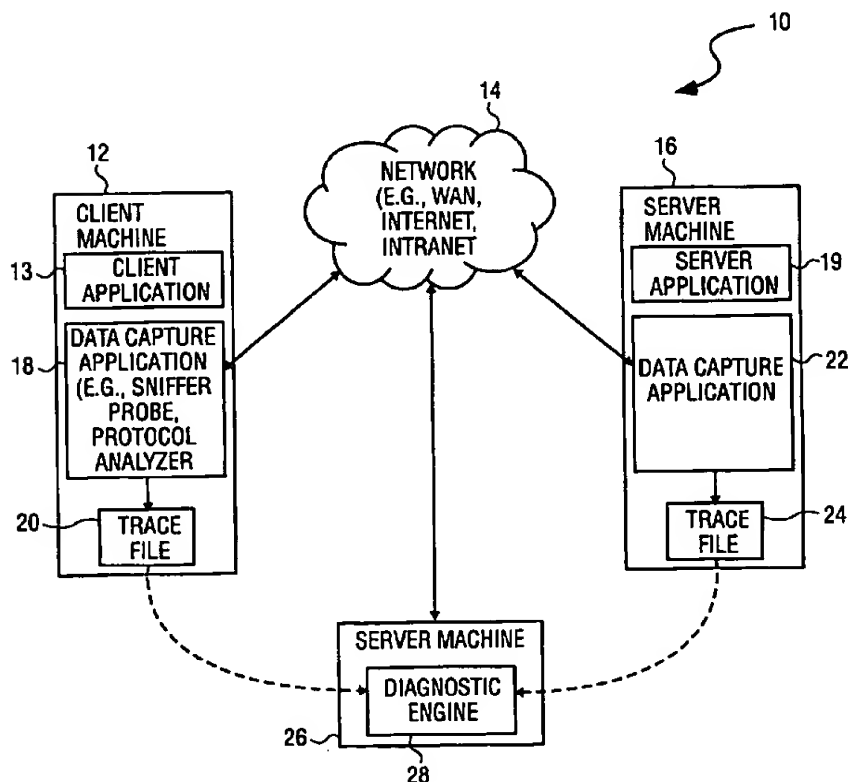 10
14
NETWORK
(E.G., WAN,
INTERNET,
INTRANET
12
CLIENT
MACHINE
13
CLIENT
APPLICATION
18
DATA CAPTURE
APPLICATION
(E.G., SNIFFER
PROBE,
PROTOCOL
ANALYZER
20
TRACE
FILE
16
SERVER
MACHINE
SERVER
APPLICATION
19
DATA CAPTURE
APPLICATION
22
TRACE
FILE
24
SERVER MACHINE
DIAGNOSTIC
ENGINE
26
28